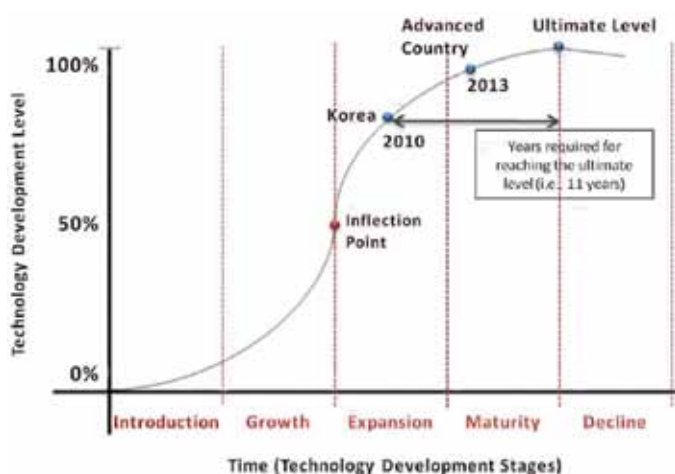 Advanced
Country
Ultimate Level
100%
2013
Korea
2010
Years required for
reaching the ultimate
level (i.e., 11 years)
Technology Development Level
50%
Inflection
Point
0%
Introduction
Growth
Expansion
Maturity
Decline
Time (Technology Development Stages)